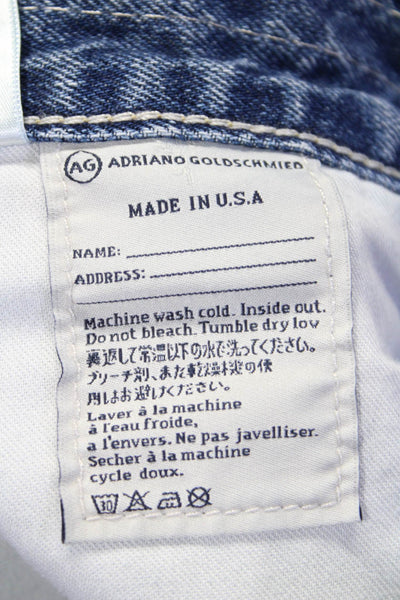 AG ADRIANO GOLDSCHMIED
MADE IN U.S.A
NAME:
ADDRESS:
Machine wash cold. Inside out.
Do not bleach. Tumble dry low
裏返して常温以下の水で洗ってください。
ブリーチ剤、また乾燥機の使
用はお避けください。
Laver à la machine
à l'eau froide,
a l'envers. Ne pas javelliser.
Secher à la machine
cycle doux.
30